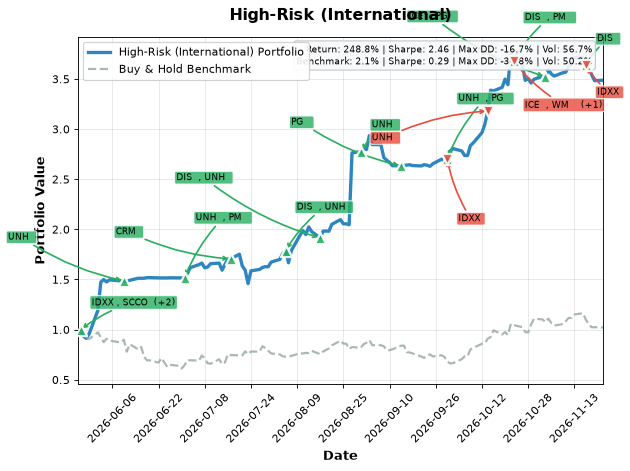 High-Risk (International)
High-Risk (International) Portfolio
Buy & Hold Benchmark
Return: 248.8% | Sharpe: 2.46 | Max DD: -16.7% | Vol: 56.7%
Benchmark: 2.1% | Sharpe: 0.29 | Max DD: | Vol: 50.2%
DIS , PM
DIS
IDXX
ICE , WM (+1)
UNH , PG
PG
UNH
UNH
DIS , UNH
DIS , UNH
UNH , PM
CRM
UNH
IDXX
IDXX , SCCO (+2)
Portfolio Value
3.5
3.0
2.5
2.0
1.5
1.0
0.5
2026-06-06
2026-06-22
2026-07-08
2026-07-24
2026-08-09
2026-08-25
2026-09-10
2026-09-26
2026-10-12
2026-10-28
2026-11-13
Date